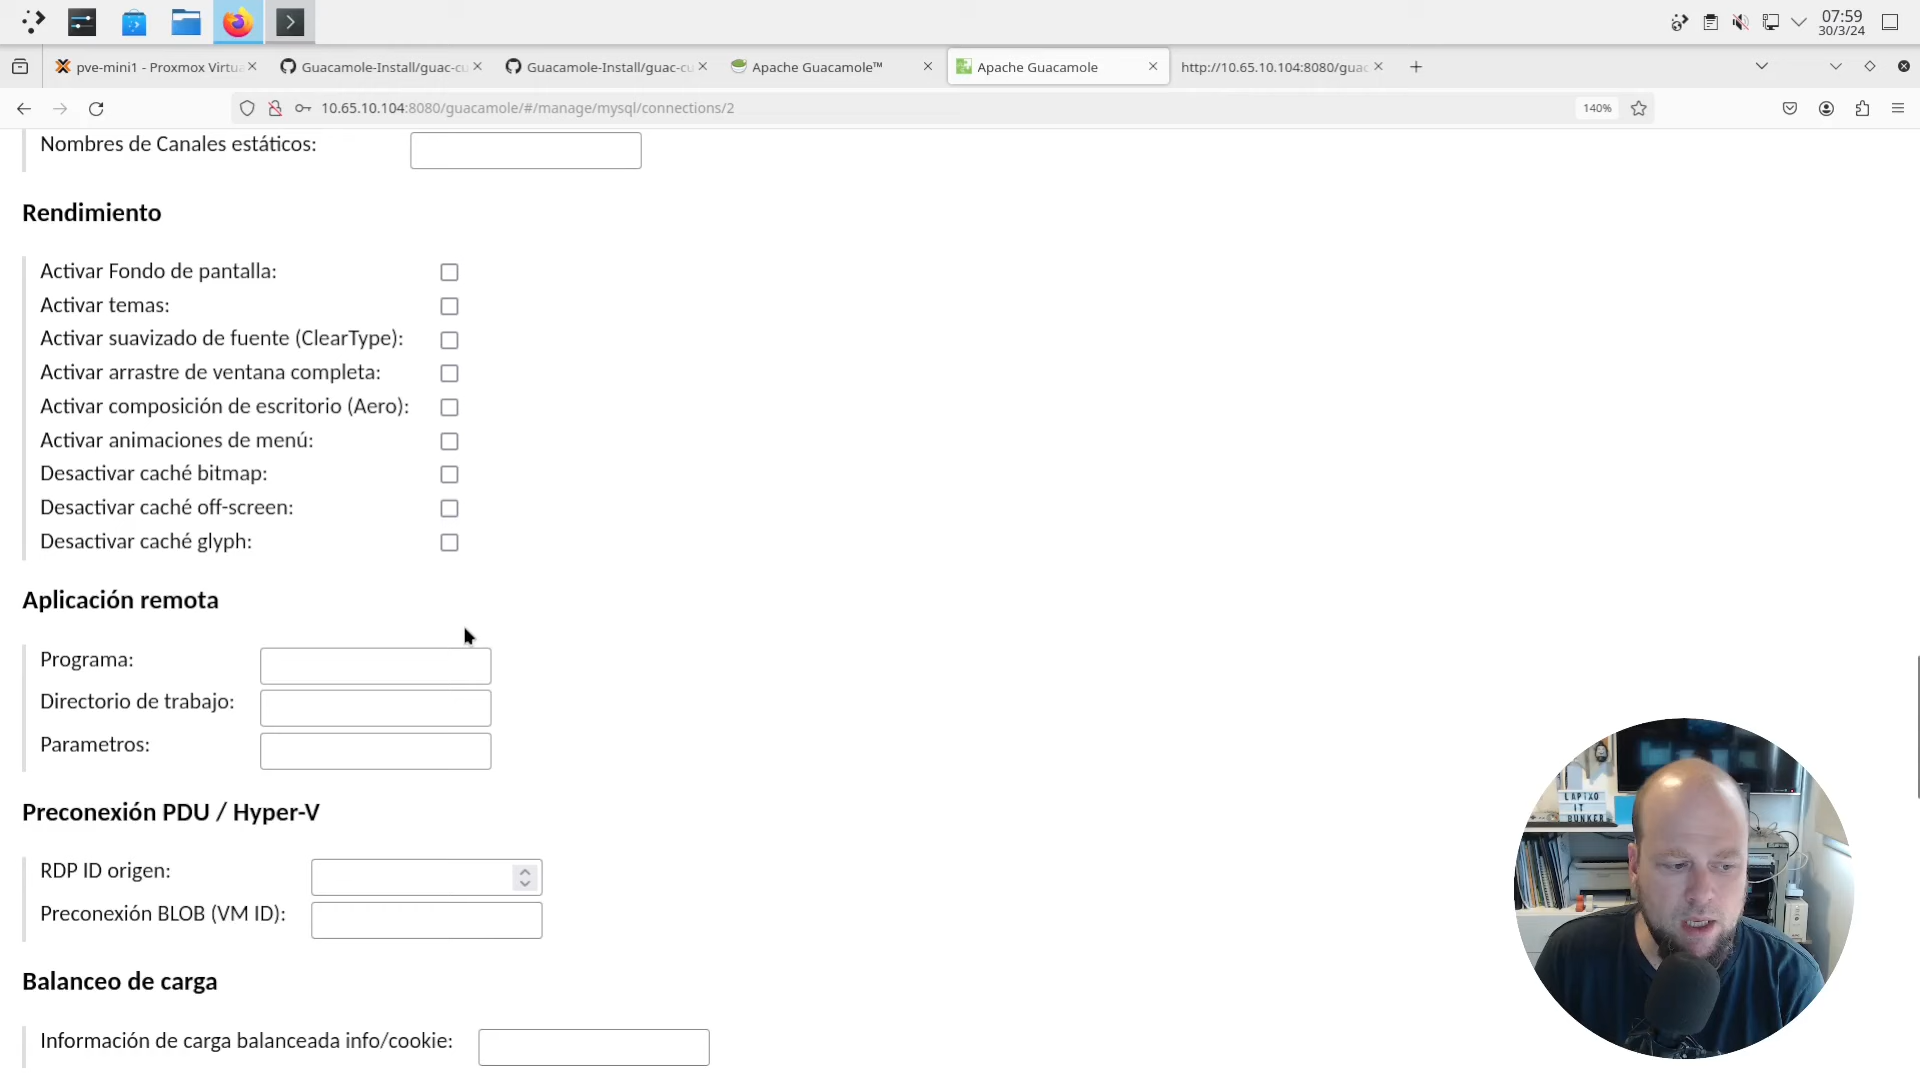 07:59
30/3/24
pve-mini1 - Proxmox Virtu
Guacamole-Install/guac-cu
Guacamole-Install/guac-cu
Apache Guacamole™
Apache Guacamole
http://10.65.10.104:8080/guac
10.65.10.104:8080/guacamole/#/manage/mysql/connections/2
140%
Nombres de Canales estáticos:
Rendimiento
Activar Fondo de pantalla:
Activar temas:
Activar suavizado de fuente (ClearType):
Activar arrastre de ventana completa:
Activar composición de escritorio (Aero):
Activar animaciones de menú:
Desactivar caché bitmap:
Desactivar caché off-screen:
Desactivar caché glyph:
Aplicación remota
Programa:
Directorio de trabajo:
Parametros:
Preconexión PDU / Hyper-V
RDP ID origen:
Preconexión BLOB (VM ID):
Balanceo de carga
Información de carga balanceada info/cookie:
LAPIXO
IT
BUNKER